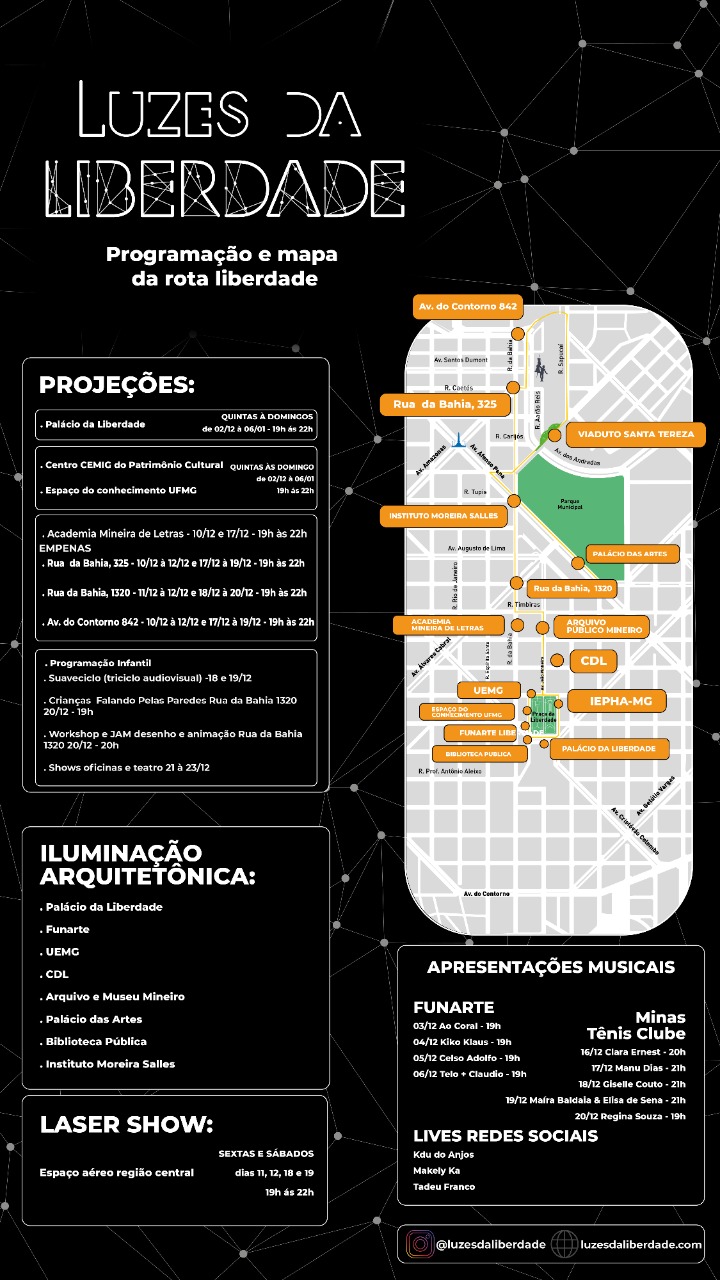 LUZES DA
LIBERDADE
Programação e mapa
da rota liberdade
PROJEÇÕES:
. Palácio da Liberdade
QUINTAS À DOMINGOS
de 02/12 à 06/01 - 19h ás 22h
. Centro CEMIG do Patrimônio Cultural
. Espaço do conhecimento UFMG
QUINTAS ÀS DOMINGO
de 02/12 à 06/01
19h ás 22h
. Academia Mineira de Letras - 10/12 e 17/12 - 19h às 22h
EMPENAS
. Rua da Bahia, 325 - 10/12 à 12/12 e 17/12 à 19/12 - 19h às 22h
. Rua da Bahia, 1320 - 11/12 à 12/12 e 18/12 à 20/12 - 19h às 22h
. Av. do Contorno 842 - 10/12 à 12/12 e 17/12 à 19/12 - 19h às 22h
. Programação Infantil
. Suaveciclo (triciclo audiovisual) -18 e 19/12
. Crianças Falando Pelas Paredes Rua da Bahia 1320
20/12 - 19h
. Workshop e JAM desenho e animação Rua da Bahia
1320 20/12 - 20h
. Shows oficinas e teatro 21 à 23/12
ILUMINAÇÃO
ARQUITETÔNICA:
. Palácio da Liberdade
. Funarte
. UEMG
. CDL
. Arquivo e Museu Mineiro
. Palácio das Artes
. Biblioteca Pública
. Instituto Moreira Salles
LASER SHOW:
Espaço aéreo região central
SEXTAS E SÁBADOS
dias 11, 12, 18 e 19
19h ás 22h
Av. do Contorno 842
R. da Bahia
R. Sapucaí
Av. Santos Dumont
R. Caetés
Rua da Bahia, 325
R. Aarão Reis
R. Carijós
VIADUTO SANTA TEREZA
Av. Amazonas
Av. Afonso Pena
Av. dos Andradas
R. Tupis
Parque
Municipal
INSTITUTO MOREIRA SALLES
Av. Augusto de Lima
PALÁCIO DAS ARTES
R. Rio de Janeiro
Rua da Bahia, 1320
R. Timbiras
ACADEMIA
MINEIRA DE LETRAS
ARQUIVO
PÚBLICO MINEIRO
R. da Bahia
R. Espírito Santo
Av. Álvares Cabral
CDL
UEMG
IEPHA-MG
ESPAÇO DO
CONHECIMENTO UFMG
Praça da
Liberdade
FUNARTE LIBERDADE
PALÁCIO DA LIBERDADE
BIBLIOTECA PUBLICA
R. Prof. Antônio Aleixo
Av. Getúlio Vargas
Av. Cristóvão Colombo
Av. do Contorno
APRESENTAÇÕES MUSICAIS
FUNARTE
03/12 Ao Coral - 19h
04/12 Kiko Klaus - 19h
05/12 Celso Adolfo - 19h
06/12 Telo + Claudio - 19h
Minas
Tênis Clube
16/12 Clara Ernest - 20h
17/12 Manu Dias - 21h
18/12 Giselle Couto - 21h
19/12 Maíra Baldaia & Elisa de Sena - 21h
20/12 Regina Souza - 19h
LIVES REDES SOCIAIS
Kdu do Anjos
Makely Ka
Tadeu Franco
@luzesdaliberdade
luzesdaliberdade.com